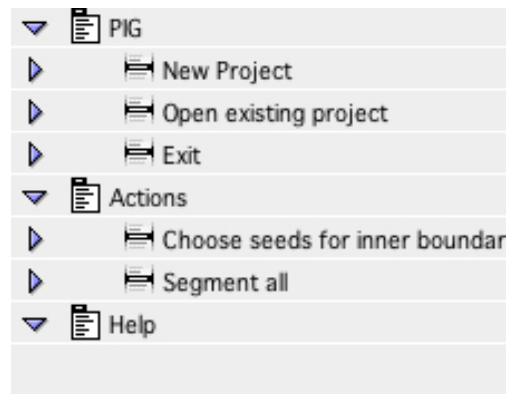 PIG
New Project
Open existing project
Exit
Actions
Choose seeds for inner boundar
Segment all
Help